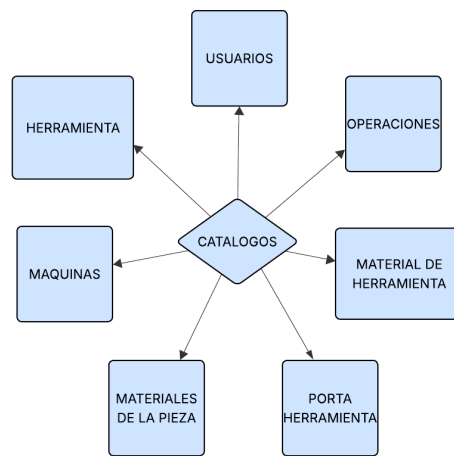 USUARIOS
HERRAMIENTA
OPERACIONES
CATALOGOS
MAQUINAS
MATERIAL DE
HERRAMIENTA
MATERIALES
DE LA PIEZA
PORTA
HERRAMIENTA